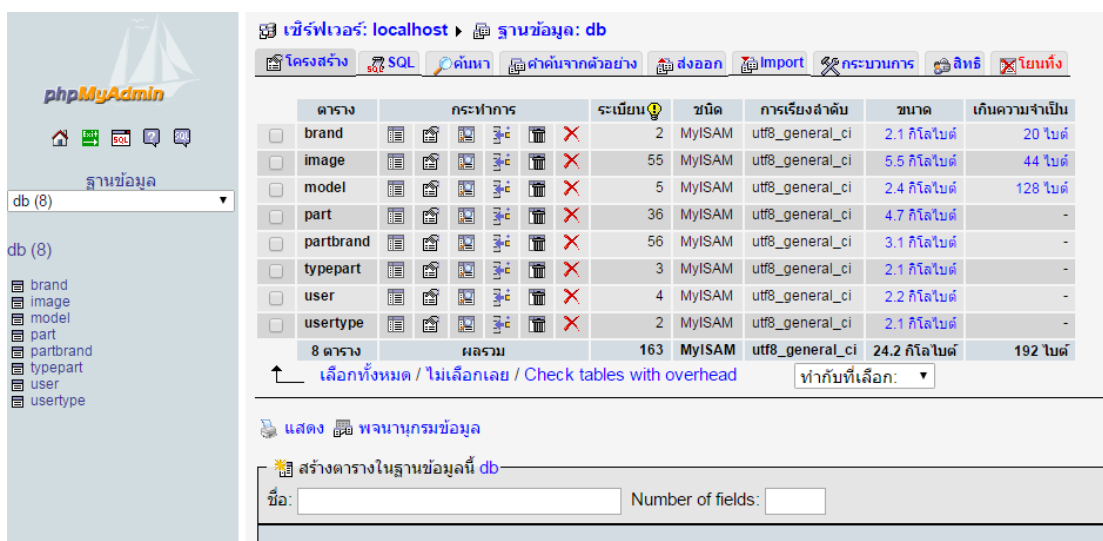 phpMyAdmin
ฐานข้อมูล
db (8)
db (8)
brand
image
model
part
partbrand
typepart
user
usertype
เซิร์ฟเวอร์: localhost ▸ ฐานข้อมูล: db
โครงสร้าง SQL ค้นหา คำค้นจากตัวอย่าง ส่งออก Import กระบวนการ สิทธิ โยนทิ้ง
ตาราง กระทำการ ระเบียน ชนิด การเรียงลำดับ ขนาด เกินความจำเป็น
brand 2 MyISAM utf8_general_ci 2.1 กิโลไบต์ 20 ไบต์
image 55 MyISAM utf8_general_ci 5.5 กิโลไบต์ 44 ไบต์
model 5 MyISAM utf8_general_ci 2.4 กิโลไบต์ 128 ไบต์
part 36 MyISAM utf8_general_ci 4.7 กิโลไบต์ -
partbrand 56 MyISAM utf8_general_ci 3.1 กิโลไบต์ -
typepart 3 MyISAM utf8_general_ci 2.1 กิโลไบต์ -
user 4 MyISAM utf8_general_ci 2.2 กิโลไบต์ -
usertype 2 MyISAM utf8_general_ci 2.1 กิโลไบต์ -
8 ตาราง ผลรวม 163 MyISAM utf8_general_ci 24.2 กิโลไบต์ 192 ไบต์
เลือกทั้งหมด / ไม่เลือกเลย / Check tables with overhead ทำกับที่เลือก:
แสดง พจนานุกรมข้อมูล
สร้างตารางในฐานข้อมูลนี้ db
ชื่อ: Number of fields: